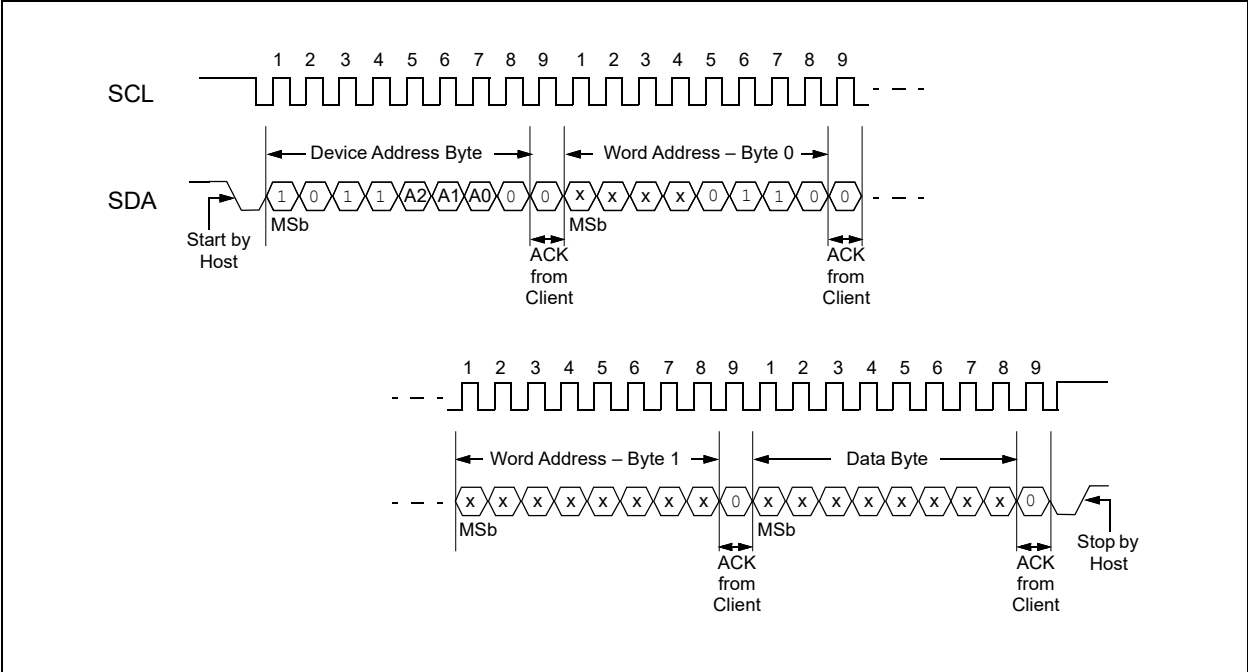 1 2 3 4 5 6 7 8 9 1 2 3 4 5 6 7 8 9
SCL
Device Address Byte Word Address – Byte 0
SDA 1 0 1 1 A2 A1 A0 0 0 x x x x 0 1 1 0 0
MSb MSb
Start by
Host
ACK
from
Client
ACK
from
Client
1 2 3 4 5 6 7 8 9 1 2 3 4 5 6 7 8 9
Word Address – Byte 1 Data Byte
x x x x x x x x 0 x x x x x x x x 0
MSb MSb
Stop by
Host
ACK
from
Client
ACK
from
Client